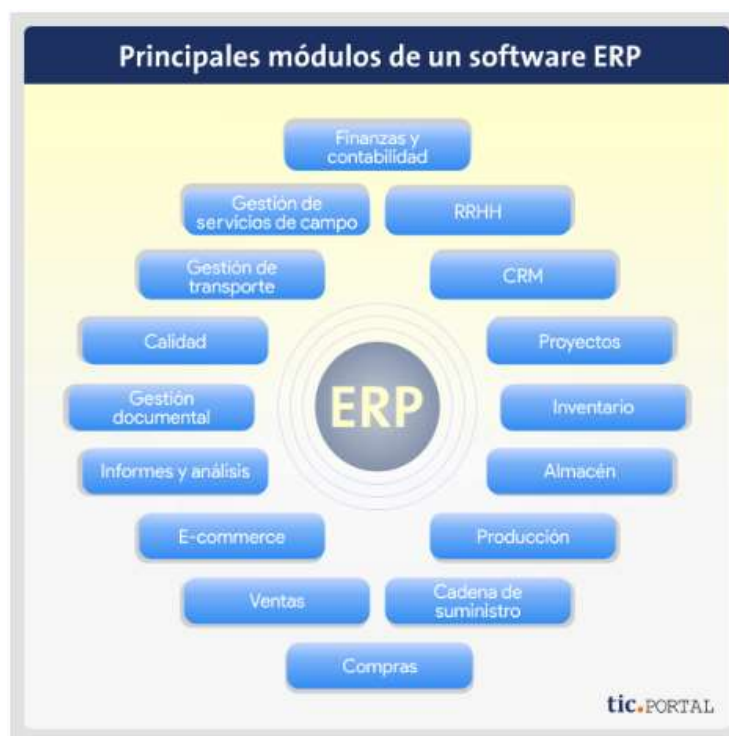 Principales módulos de un software ERP
Finanzas y
contabilidad
Gestión de
servicios de campo
RRHH
Gestión de
transporte
CRM
Calidad
Proyectos
Gestión
documental
ERP
Inventario
Informes y análisis
Almacén
E-commerce
Producción
Ventas
Cadena de
suministro
Compras
tic.PORTAL